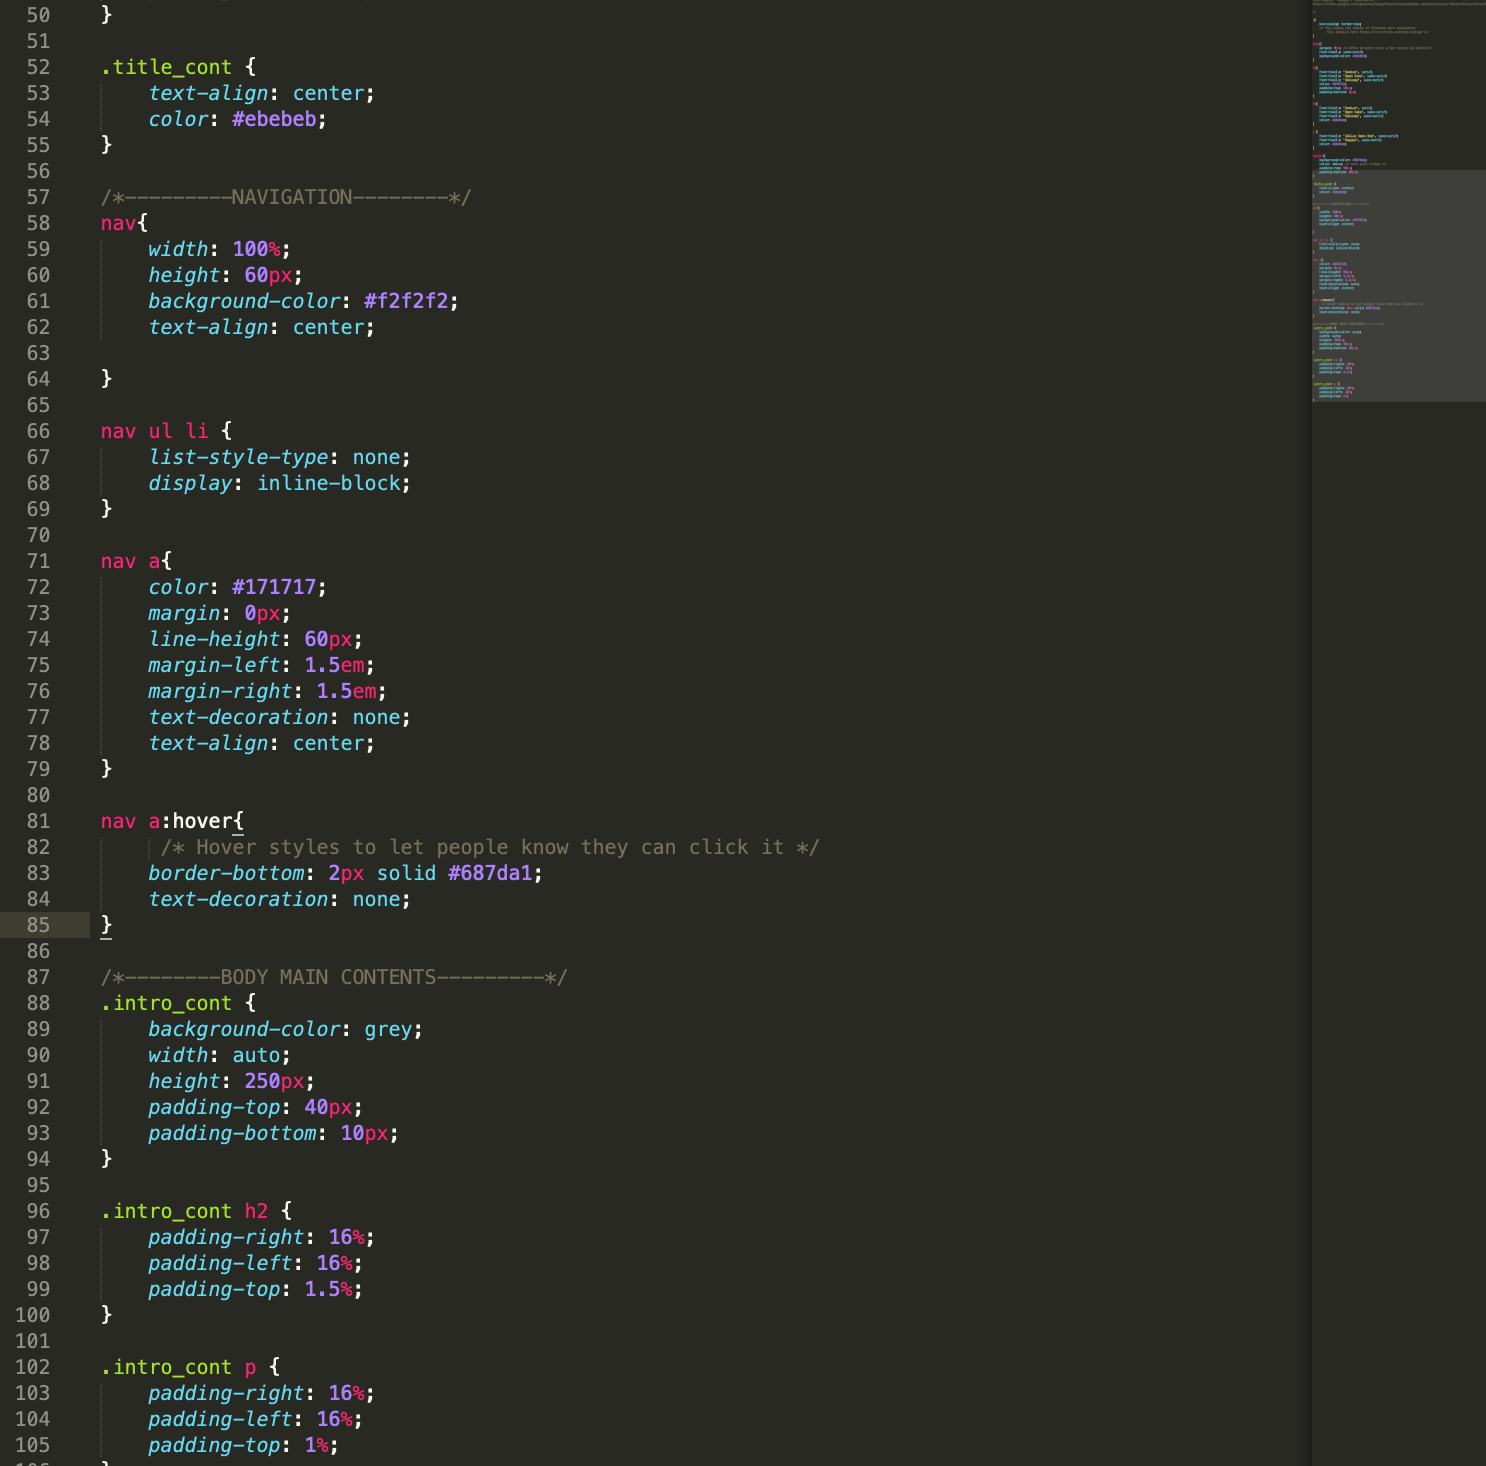 50 }
51
52 .title_cont {
53 text-align: center;
54 color: #ebebeb;
55 }
56
57 /*---------NAVIGATION--------*/
58 nav{
59 width: 100%;
60 height: 60px;
61 background-color: #f2f2f2;
62 text-align: center;
63
64 }
65
66 nav ul li {
67 list-style-type: none;
68 display: inline-block;
69 }
70
71 nav a{
72 color: #171717;
73 margin: 0px;
74 line-height: 60px;
75 margin-left: 1.5em;
76 margin-right: 1.5em;
77 text-decoration: none;
78 text-align: center;
79 }
80
81 nav a:hover{
82 /* Hover styles to let people know they can click it */
83 border-bottom: 2px solid #687da1;
84 text-decoration: none;
85 }
86
87 /*--------BODY MAIN CONTENTS---------*/
88 .intro_cont {
89 background-color: grey;
90 width: auto;
91 height: 250px;
92 padding-top: 40px;
93 padding-bottom: 10px;
94 }
95
96 .intro_cont h2 {
97 padding-right: 16%;
98 padding-left: 16%;
99 padding-top: 1.5%;
100 }
101
102 .intro_cont p {
103 padding-right: 16%;
104 padding-left: 16%;
105 padding-top: 1%;